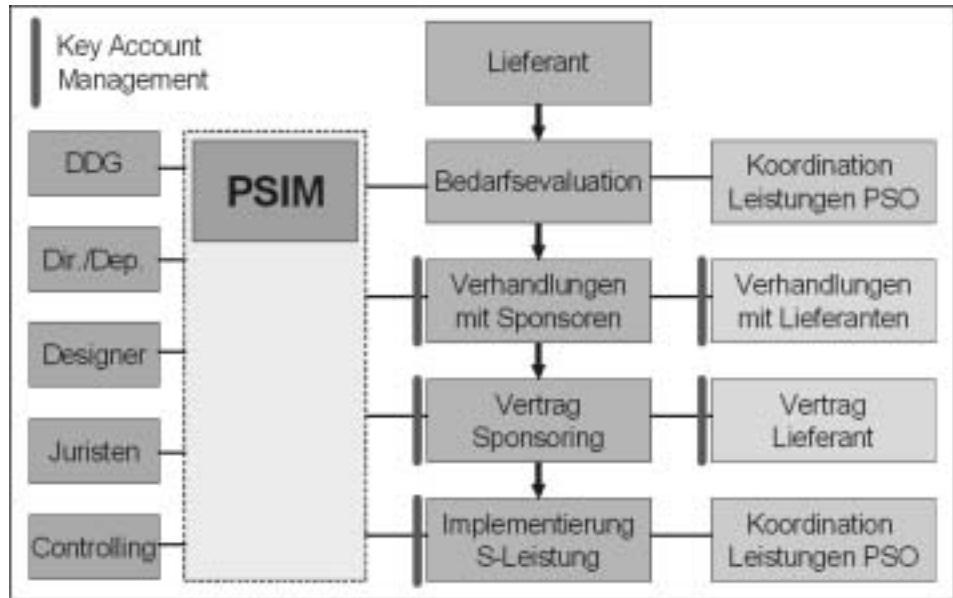 Key Account
Management
Lieferant
DDG
PSIM
Bedarfsevaluation
Koordination
Leistungen PSO
Dir./Dep.
Verhandlungen
mit Sponsoren
Verhandlungen
mit Lieferanten
Designer
Vertrag
Sponsoring
Vertrag
Lieferant
Juristen
Controlling
Implementierung
S-Leistung
Koordination
Leistungen PSO